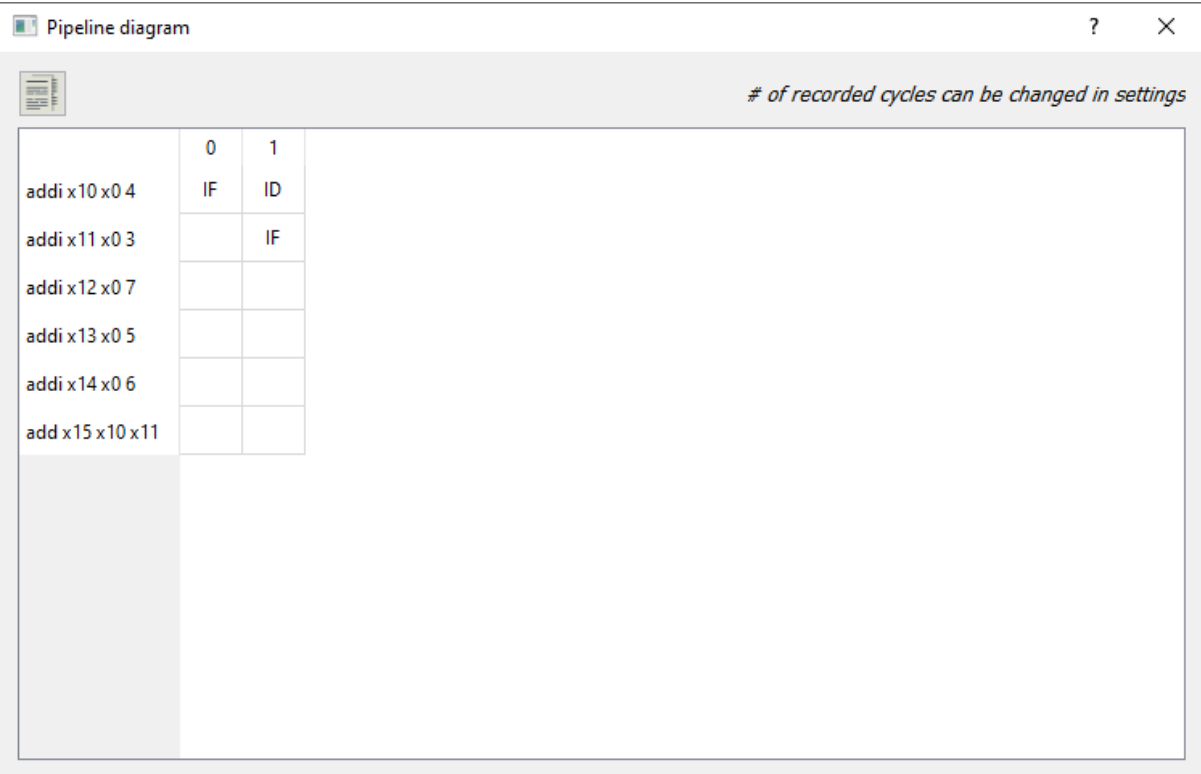 Pipeline diagram ?
# of recorded cycles can be changed in settings
0 1
addi x10 x0 4 IF ID
addi x11 x0 3 IF
addi x12 x0 7
addi x13 x0 5
addi x14 x0 6
add x15 x10 x11